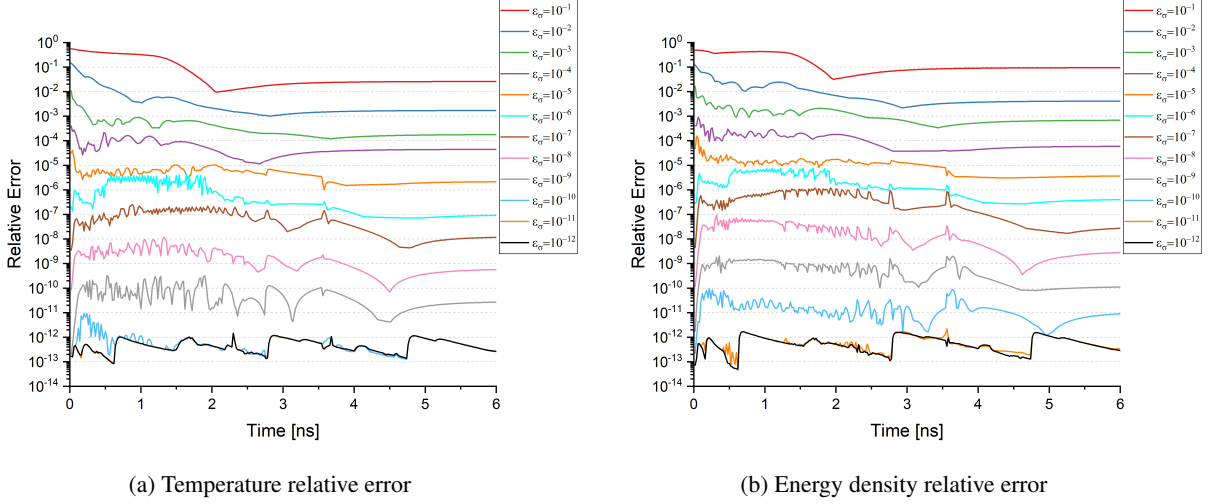 ε_σ=10⁻¹
ε_σ=10⁻²
ε_σ=10⁻³
ε_σ=10⁻⁴
ε_σ=10⁻⁵
ε_σ=10⁻⁶
ε_σ=10⁻⁷
ε_σ=10⁻⁸
ε_σ=10⁻⁹
ε_σ=10⁻¹⁰
ε_σ=10⁻¹¹
ε_σ=10⁻¹²
10⁰
10⁻¹
10⁻²
10⁻³
10⁻⁴
10⁻⁵
10⁻⁶
10⁻⁷
10⁻⁸
10⁻⁹
10⁻¹⁰
10⁻¹¹
10⁻¹²
10⁻¹³
10⁻¹⁴
Relative Error
0 1 2 3 4 5 6
Time [ns]
(a) Temperature relative error
ε_σ=10⁻¹
ε_σ=10⁻²
ε_σ=10⁻³
ε_σ=10⁻⁴
ε_σ=10⁻⁵
ε_σ=10⁻⁶
ε_σ=10⁻⁷
ε_σ=10⁻⁸
ε_σ=10⁻⁹
ε_σ=10⁻¹⁰
ε_σ=10⁻¹¹
ε_σ=10⁻¹²
10⁰
10⁻¹
10⁻²
10⁻³
10⁻⁴
10⁻⁵
10⁻⁶
10⁻⁷
10⁻⁸
10⁻⁹
10⁻¹⁰
10⁻¹¹
10⁻¹²
10⁻¹³
10⁻¹⁴
Relative Error
0 1 2 3 4 5 6
Time [ns]
(b) Energy density relative error